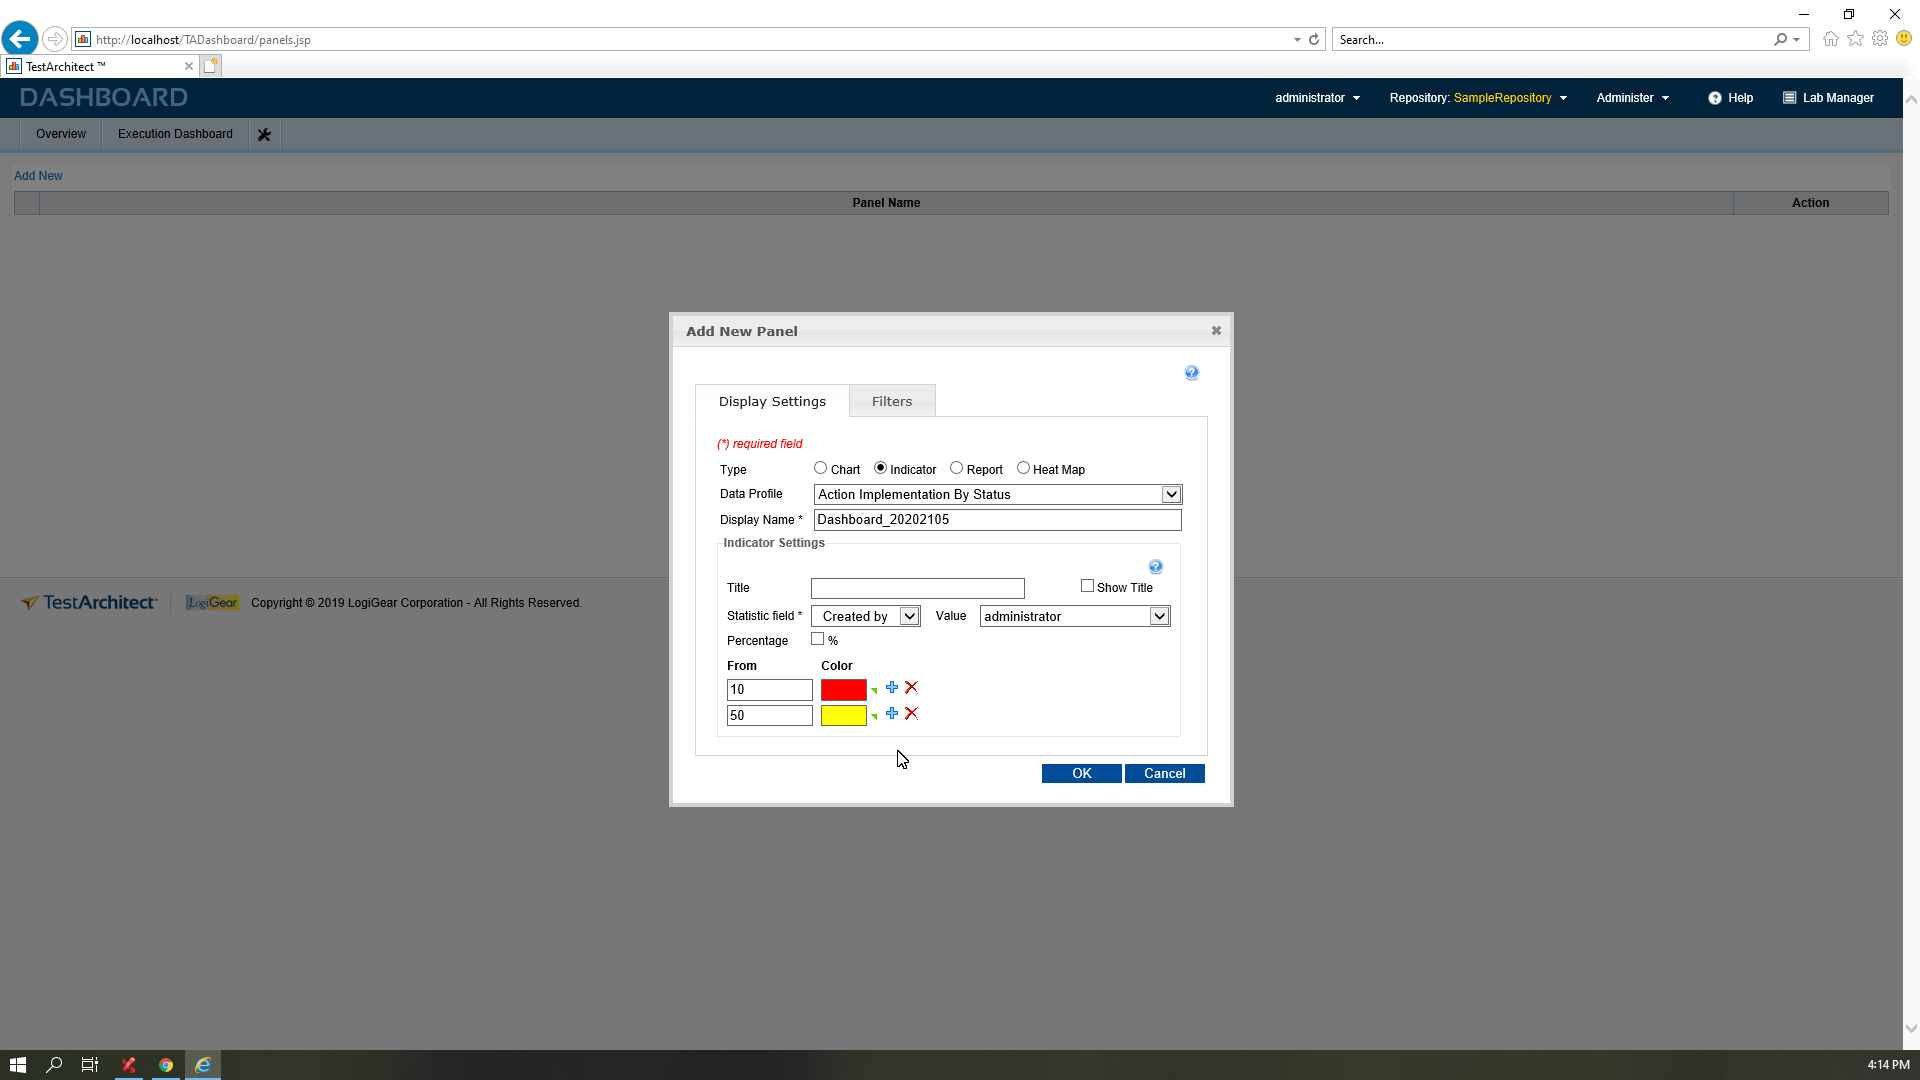 http://localhost/TADashboard/panels.jsp
Search...
TestArchitect ™
DASHBOARD
administrator
Repository: SampleRepository
Administer
Help
Lab Manager
Overview
Execution Dashboard
Add New
Panel Name
Action
Add New Panel
Display Settings
Filters
(*) required field
Type
Chart
Indicator
Report
Heat Map
Data Profile
Action Implementation By Status
Display Name *
Dashboard_20202105
Indicator Settings
Title
Show Title
Statistic field *
Created by
Value
administrator
Percentage
%
From
Color
10
50
OK
Cancel
TestArchitect™
LogiGear
Copyright © 2019 LogiGear Corporation - All Rights Reserved.
4:14 PM